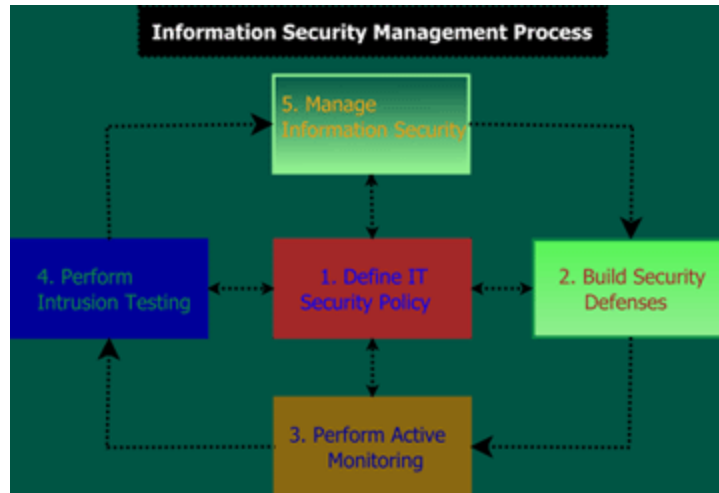 Information Security Management Process
5. Manage
Information Security
4. Perform
Intrusion Testing
1. Define IT
Security Policy
2. Build Security
Defenses
3. Perform Active
Monitoring